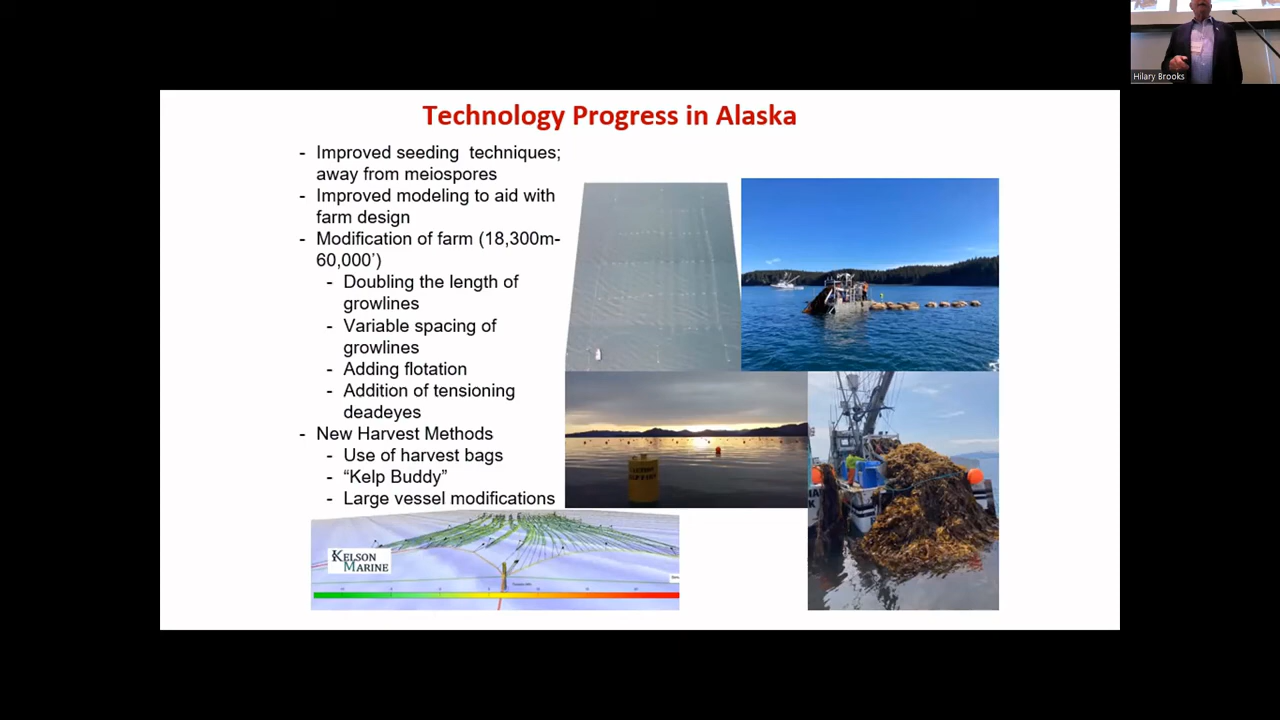 Hilary Brooks
Technology Progress in Alaska
- Improved seeding techniques;
away from meiospores
- Improved modeling to aid with
farm design
- Modification of farm (18,300m-
60,000’)
- Doubling the length of
growlines
- Variable spacing of
growlines
- Adding flotation
- Addition of tensioning
deadeyes
- New Harvest Methods
- Use of harvest bags
- “Kelp Buddy”
- Large vessel modifications
KELSON
MARINE